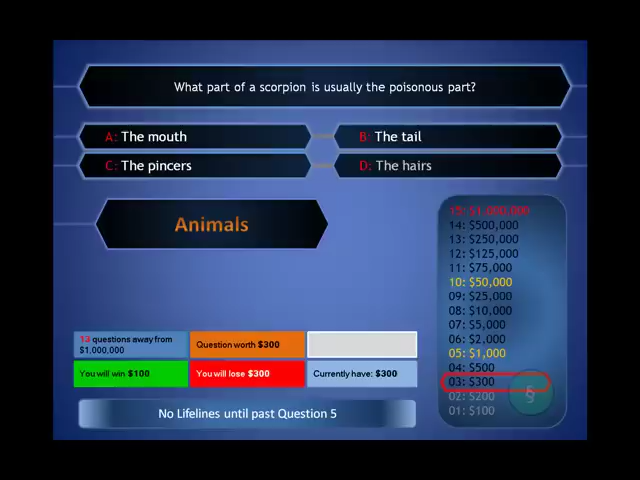 What part of a scorpion is usually the poisonous part?
A: The mouth
B: The tail
C: The pincers
D: The hairs
Animals
15: $1,000,000
14: $500,000
13: $250,000
12: $125,000
11: $75,000
10: $50,000
09: $25,000
08: $10,000
07: $5,000
06: $2,000
05: $1,000
04: $500
03: $300
02: $200
01: $100
§
13 questions away from
$1,000,000
Question worth $300
You will win $100
You will lose $300
Currently have: $300
No Lifelines until past Question 5